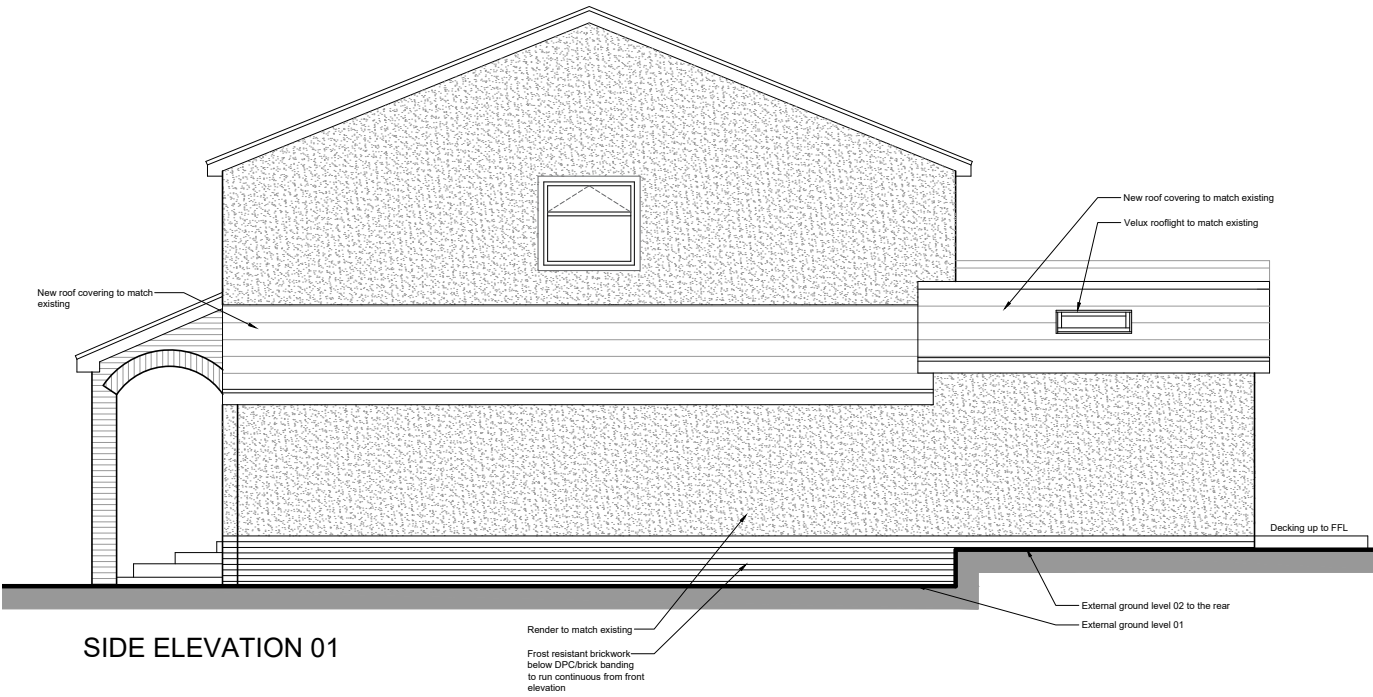 New roof covering to match existing
Velux rooflight to match existing
New roof covering to match
existing
Decking up to FFL
External ground level 02 to the rear
External ground level 01
Render to match existing
Frost resistant brickwork
below DPC/brick banding
to run continuous from front
elevation
SIDE ELEVATION 01